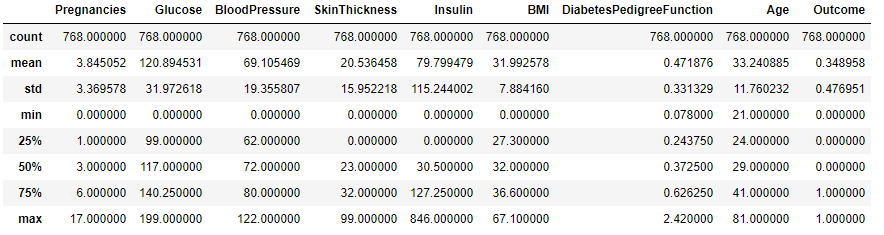 Pregnancies Glucose BloodPressure SkinThickness Insulin BMI DiabetesPedigreeFunction Age Outcome
count 768.000000 768.000000 768.000000 768.000000 768.000000 768.000000 768.000000 768.000000 768.000000
mean 3.845052 120.894531 69.105469 20.536458 79.799479 31.992578 0.471876 33.240885 0.348958
std 3.369578 31.972618 19.355807 15.952218 115.244002 7.884160 0.331329 11.760232 0.476951
min 0.000000 0.000000 0.000000 0.000000 0.000000 0.000000 0.078000 21.000000 0.000000
25% 1.000000 99.000000 62.000000 0.000000 0.000000 27.300000 0.243750 24.000000 0.000000
50% 3.000000 117.000000 72.000000 23.000000 30.500000 32.000000 0.372500 29.000000 0.000000
75% 6.000000 140.250000 80.000000 32.000000 127.250000 36.600000 0.626250 41.000000 1.000000
max 17.000000 199.000000 122.000000 99.000000 846.000000 67.100000 2.420000 81.000000 1.000000